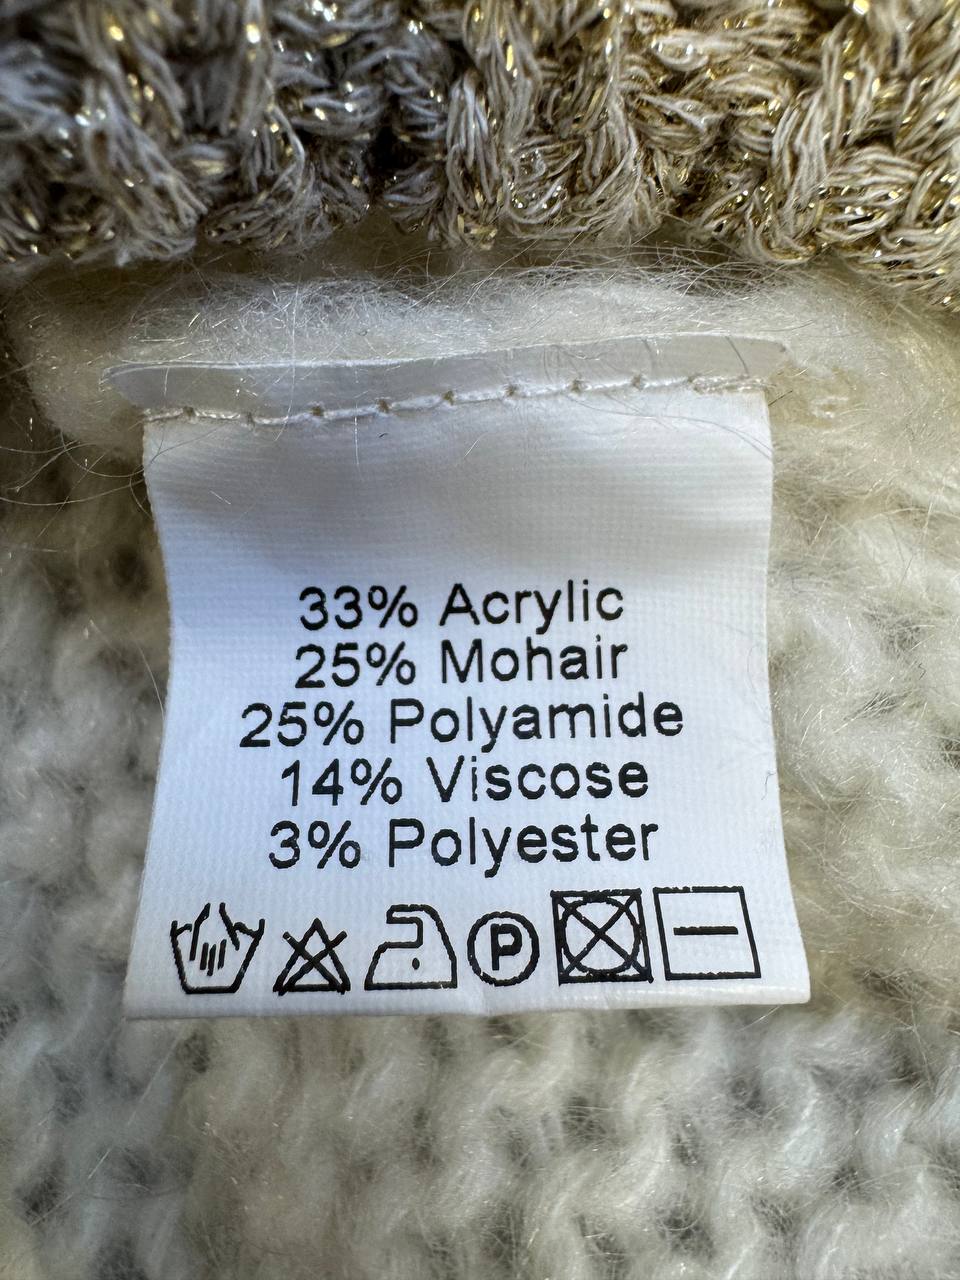 33% Acrylic
25% Mohair
25% Polyamide
14% Viscose
3% Polyester
P